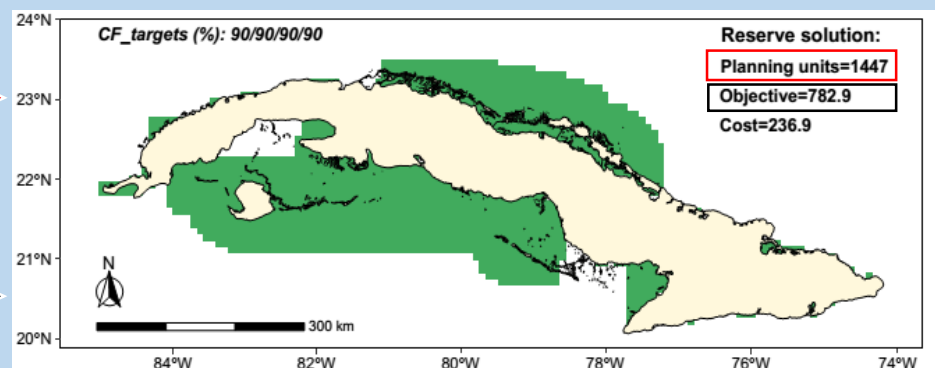 24°N
CF_targets (%): 90/90/90/90
Reserve solution:
Planning units=1447
23°N
Objective=782.9
Cost=236.9
22°N
21°N
N
300 km
20°N
84°W 82°W 80°W 78°W 76°W 74°W